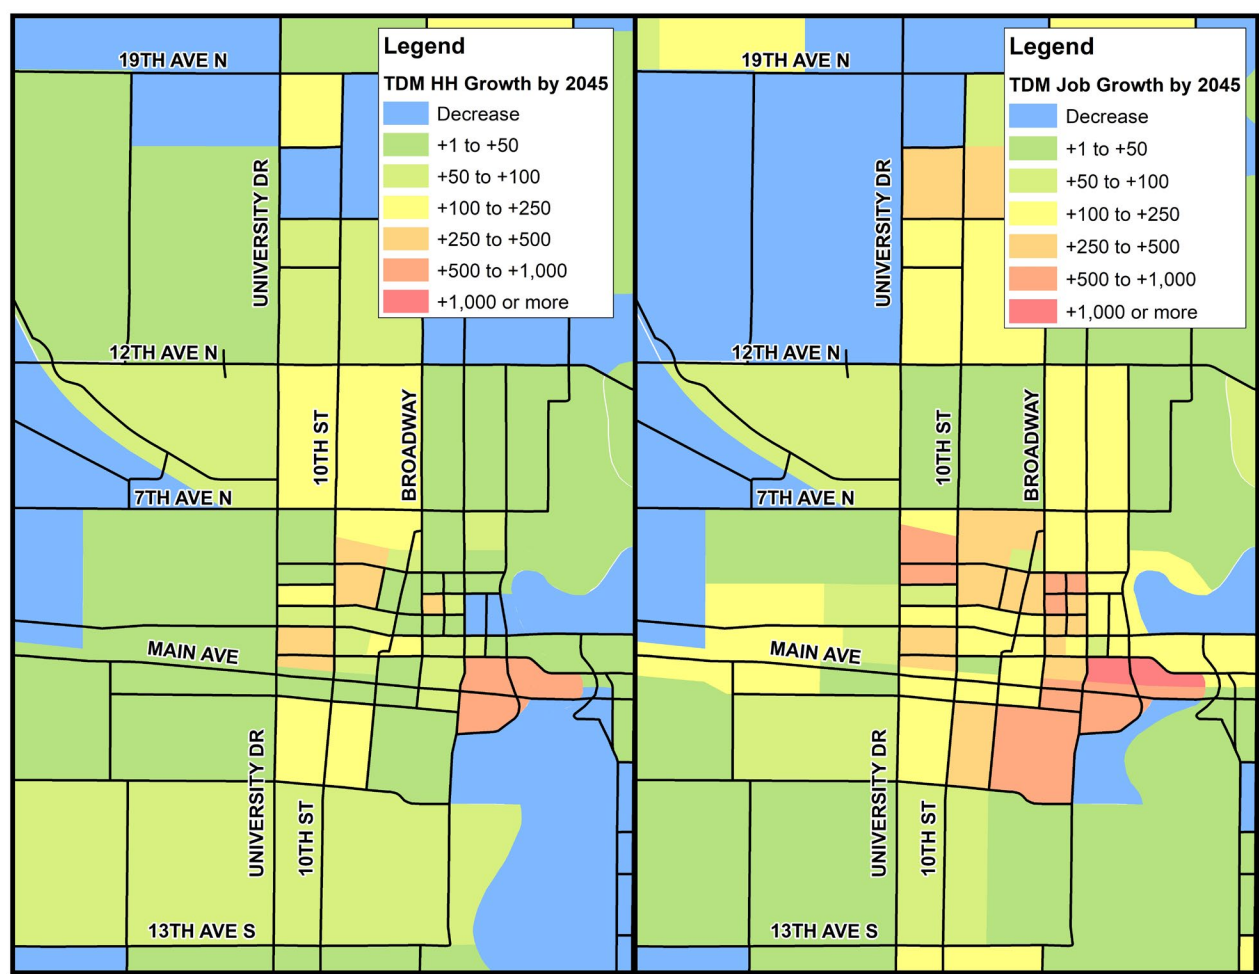 19TH AVE N
Legend
TDM HH Growth by 2045
Decrease
+1 to +50
+50 to +100
+100 to +250
+250 to +500
+500 to +1,000
+1,000 or more
UNIVERSITY DR
12TH AVE N
10TH ST
BROADWAY
7TH AVE N
MAIN AVE
UNIVERSITY DR
10TH ST
13TH AVE S
19TH AVE N
Legend
TDM Job Growth by 2045
Decrease
+1 to +50
+50 to +100
+100 to +250
+250 to +500
+500 to +1,000
+1,000 or more
UNIVERSITY DR
12TH AVE N
10TH ST
BROADWAY
7TH AVE N
MAIN AVE
UNIVERSITY DR
10TH ST
13TH AVE S